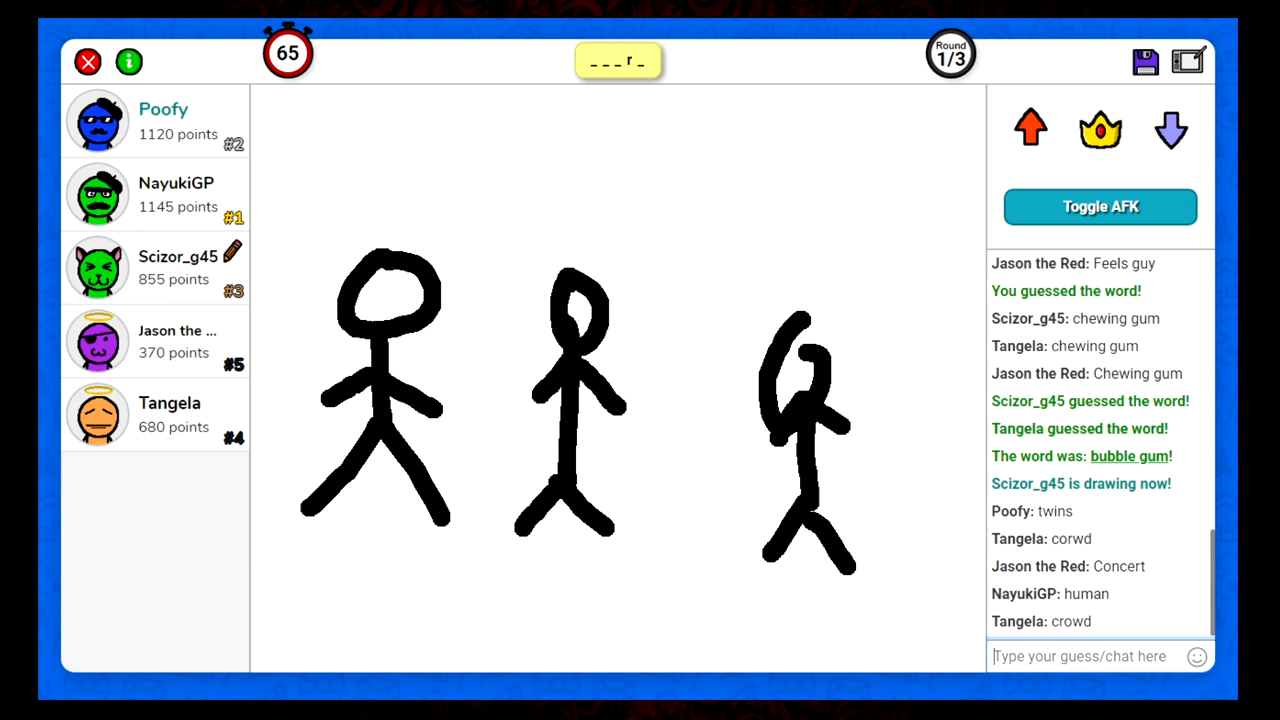 65
_ _ _ r _
Round
1/3
Poofy
1120 points
#2
NayukiGP
1145 points
#1
Scizor_g45
855 points
#3
Jason the ...
370 points
#5
Tangela
680 points
#4
Toggle AFK
Jason the Red: Feels guy
You guessed the word!
Scizor_g45: chewing gum
Tangela: chewing gum
Jason the Red: Chewing gum
Scizor_g45 guessed the word!
Tangela guessed the word!
The word was: bubble gum!
Scizor_g45 is drawing now!
Poofy: twins
Tangela: corwd
Jason the Red: Concert
NayukiGP: human
Tangela: crowd
Type your guess/chat here